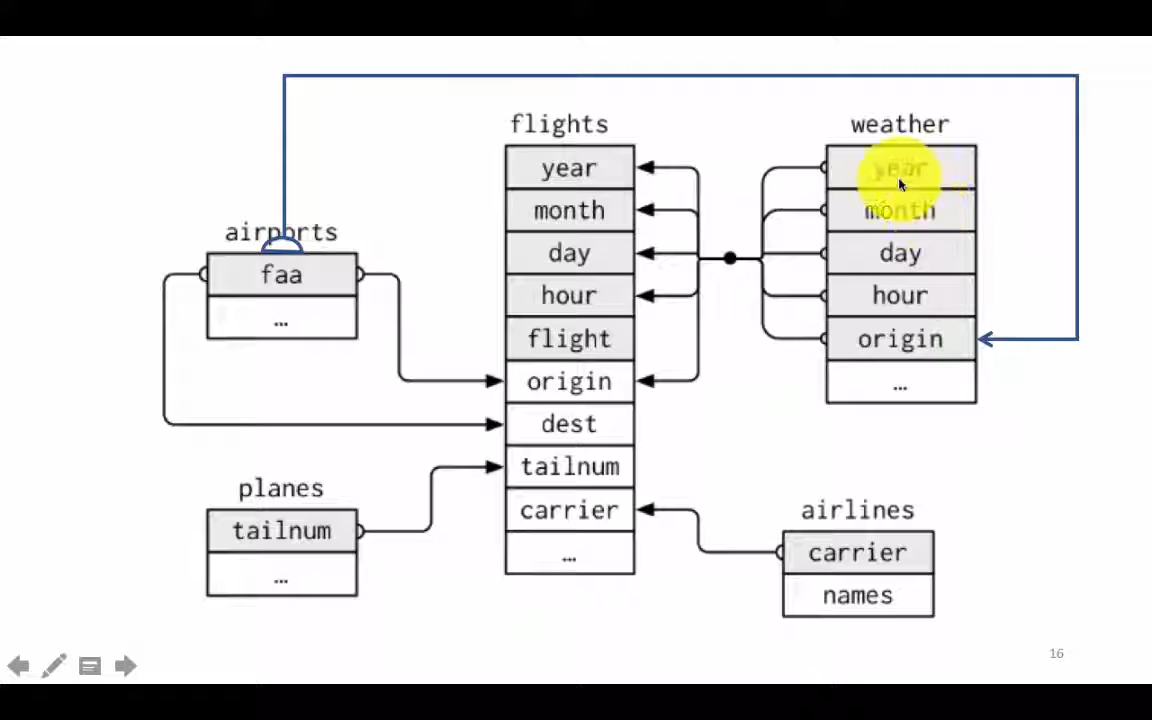 flights
year
month
day
hour
flight
origin
dest
tailnum
carrier
...
weather
year
month
day
hour
origin
...
airports
faa
...
planes
tailnum
...
airlines
carrier
names
16